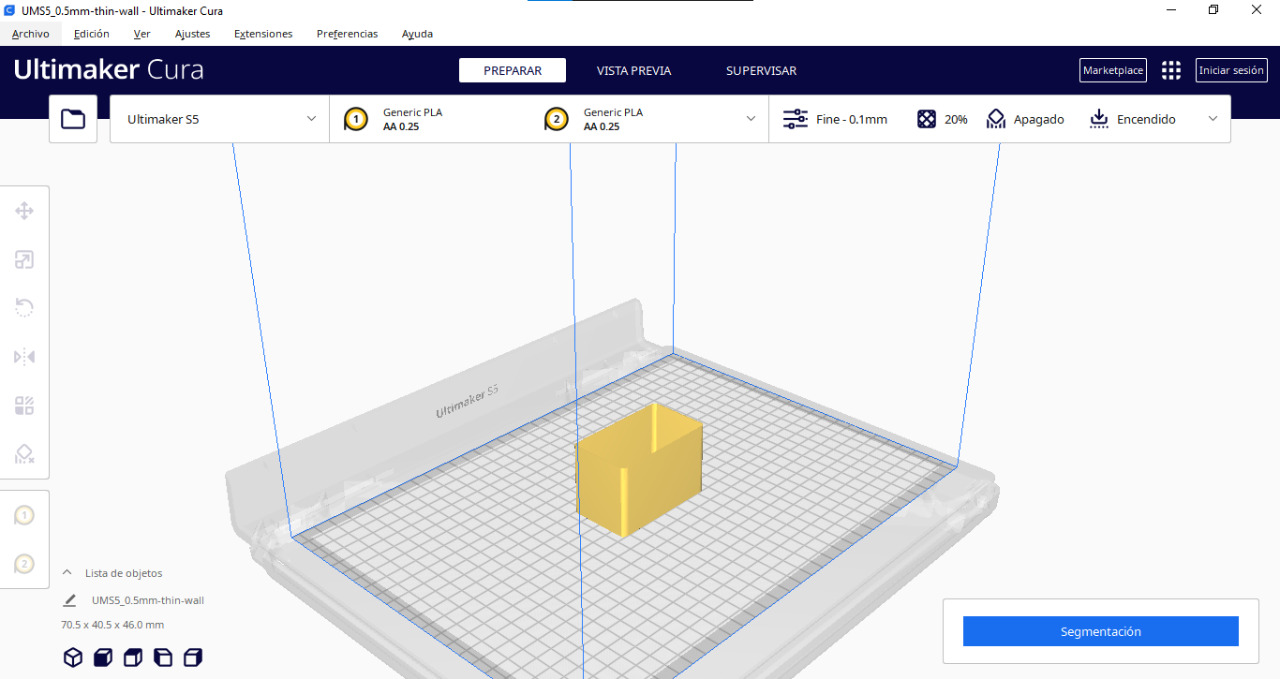 UMS5_0.5mm-thin-wall - Ultimaker Cura
Archivo Edición Ver Ajustes Extensiones Preferencias Ayuda
Ultimaker Cura
PREPARAR VISTA PREVIA SUPERVISAR
Marketplace
Iniciar sesión
Ultimaker S5
1 Generic PLA
AA 0.25
2 Generic PLA
AA 0.25
Fine - 0.1mm 20% Apagado Encendido
Ultimaker S5
1
2
Lista de objetos
UMS5_0.5mm-thin-wall
70.5 x 40.5 x 46.0 mm
Segmentación